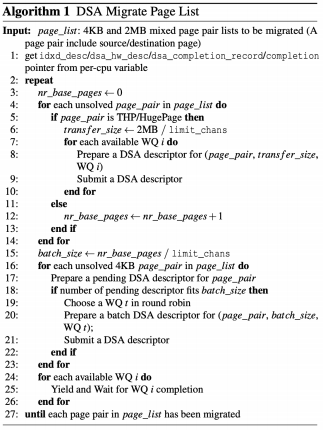 Algorithm 1 DSA Migrate Page List
Input: page_list: 4KB and 2MB mixed page pair lists to be migrated (A
page pair include source/destination page)
1: get idxd_desc/dsa_hw_desc/dsa_completion_record/completion
pointer from per-cpu variable
2: repeat
3: nr_base_pages ← 0
4: for each unsolved page_pair in page_list do
5: if page_pair is THP/HugePage then
6: transfer_size ← 2MB / limit_chans
7: for each available WQ i do
8: Prepare a DSA descriptor for (page_pair, transfer_size,
WQ i)
9: Submit a DSA descriptor
10: end for
11: else
12: nr_base_pages ← nr_base_pages + 1
13: end if
14: end for
15: batch_size ← nr_base_pages / limit_chans
16: for each unsolved 4KB page_pair in page_list do
17: Prepare a pending DSA descriptor for page_pair
18: if number of pending descriptor fits batch_size then
19: Choose a WQ t in round robin
20: Prepare a batch DSA descriptor for (page_pair, batch_size,
WQ t);
21: Submit a DSA descriptor
22: end if
23: end for
24: for each available WQ i do
25: Yield and Wait for WQ i completion
26: end for
27: until each page pair in page_list has been migrated